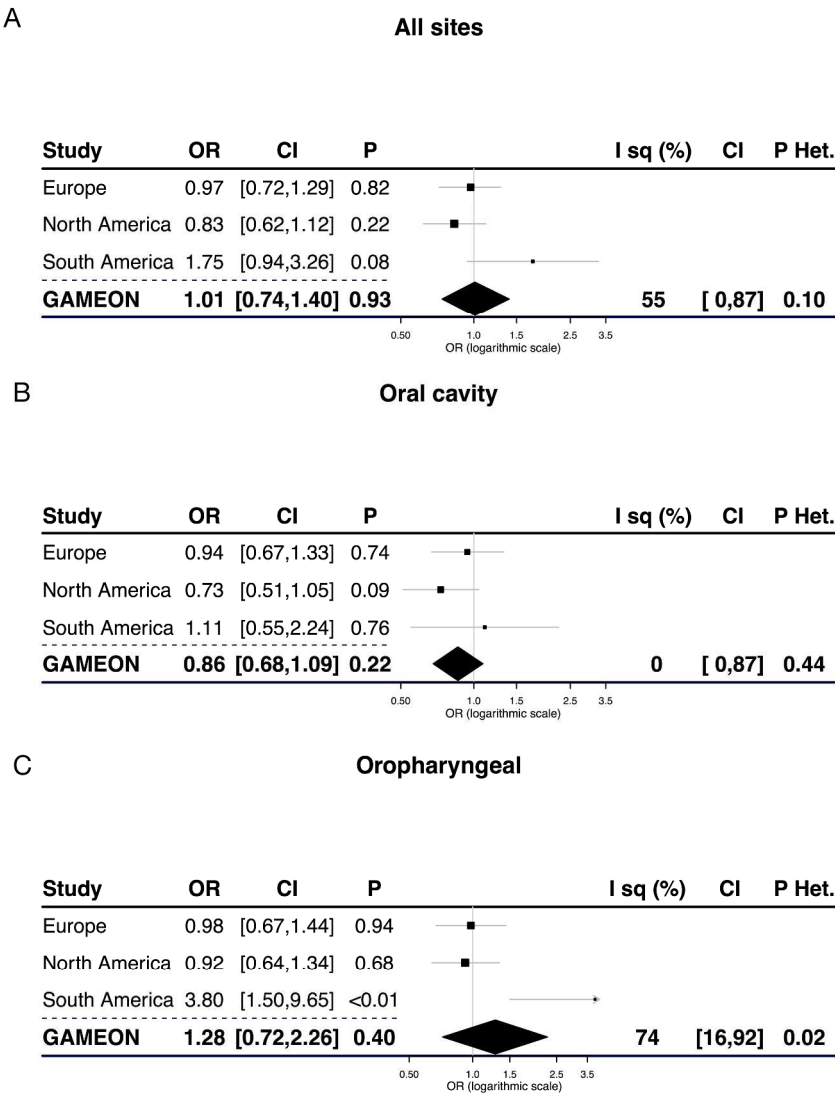 A
All sites
Study OR CI P I sq (%) CI P Het.
Europe 0.97 [0.72,1.29] 0.82
North America 0.83 [0.62,1.12] 0.22
South America 1.75 [0.94,3.26] 0.08
GAMEON 1.01 [0.74,1.40] 0.93 55 [ 0,87] 0.10
0.50 1.0 1.5 2.5 3.5
OR (logarithmic scale)
B
Oral cavity
Study OR CI P I sq (%) CI P Het.
Europe 0.94 [0.67,1.33] 0.74
North America 0.73 [0.51,1.05] 0.09
South America 1.11 [0.55,2.24] 0.76
GAMEON 0.86 [0.68,1.09] 0.22 0 [ 0,87] 0.44
0.50 1.0 1.5 2.5 3.5
OR (logarithmic scale)
C
Oropharyngeal
Study OR CI P I sq (%) CI P Het.
Europe 0.98 [0.67,1.44] 0.94
North America 0.92 [0.64,1.34] 0.68
South America 3.80 [1.50,9.65] <0.01
GAMEON 1.28 [0.72,2.26] 0.40 74 [16,92] 0.02
0.50 1.0 1.5 2.5 3.5
OR (logarithmic scale)